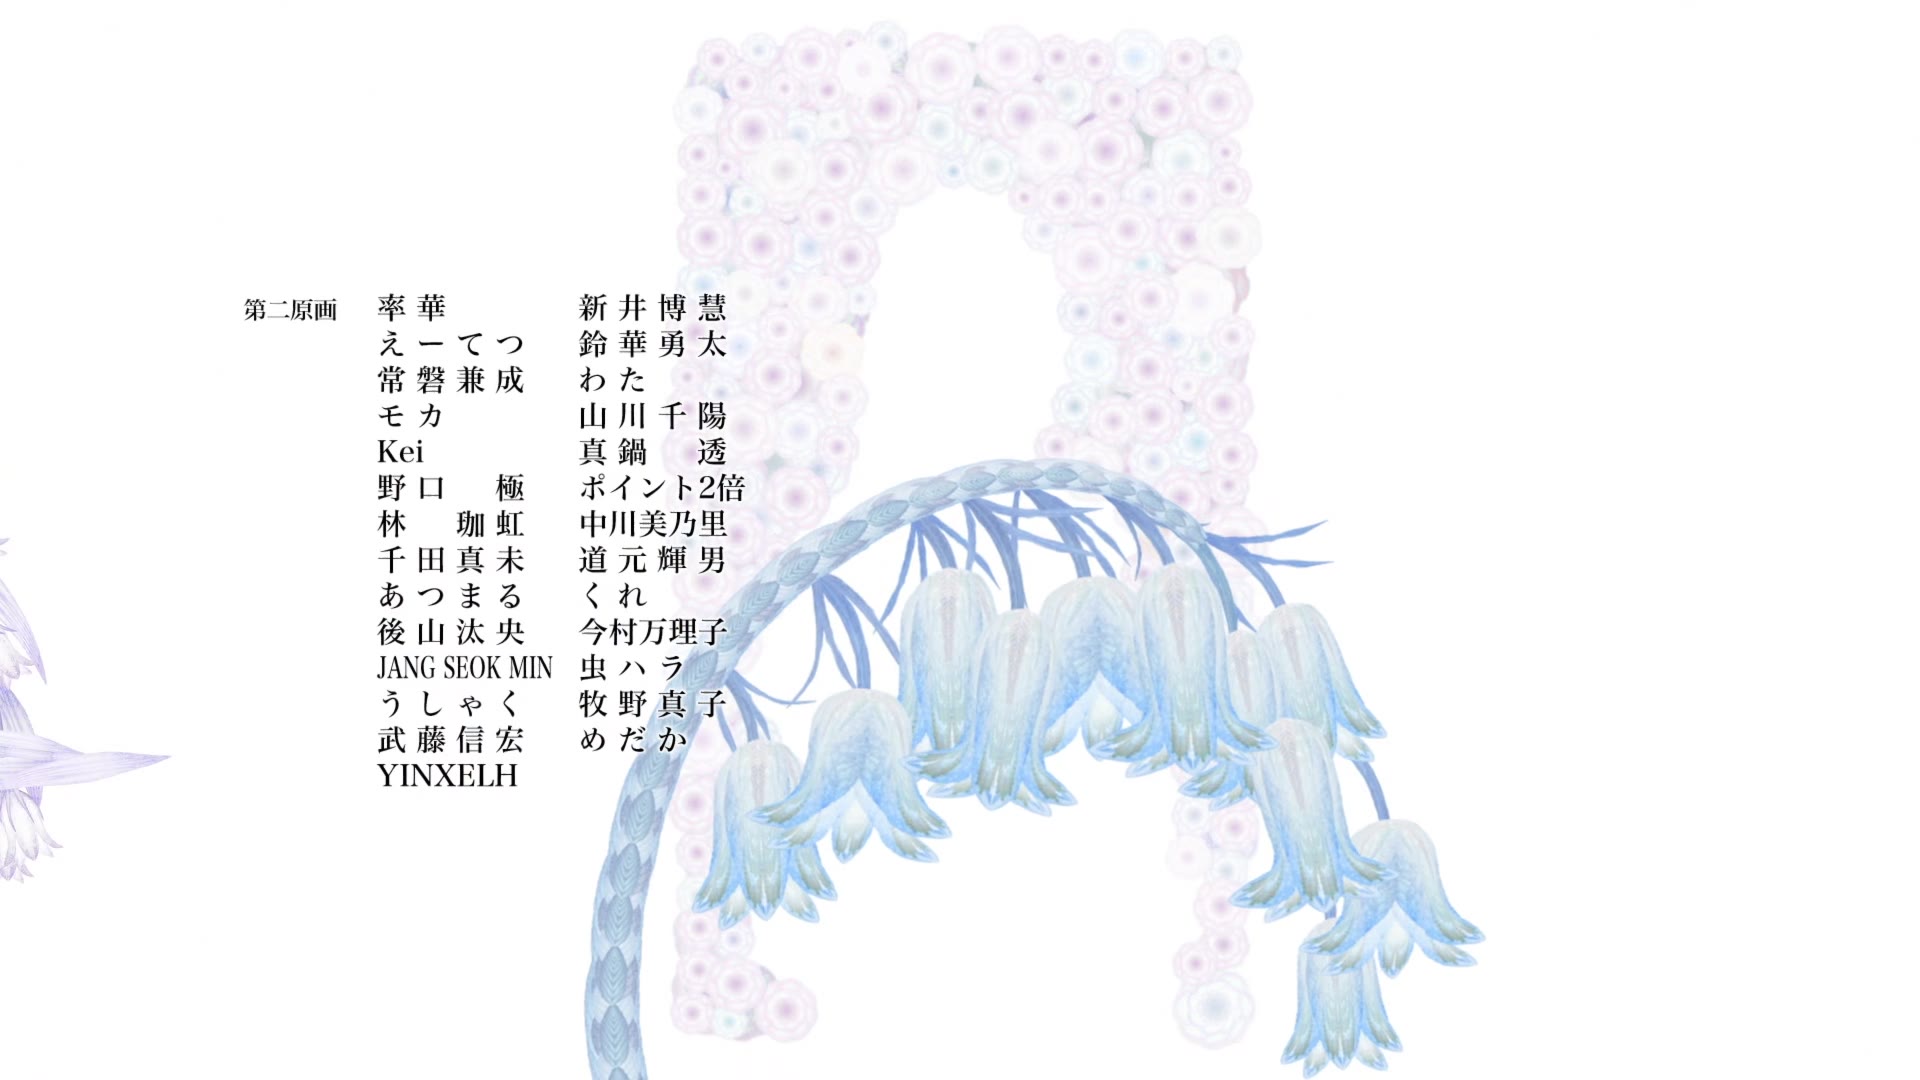 第二原画
率華 新井博慧
えーてつ 鈴華勇太
常磐兼成 わた
モカ 山川千陽
Kei 真鍋 透
野口 極 ポイント2倍
林 珈虹 中川美乃里
千田真未 道元輝男
あつまる くれ
後山汰央 今村万理子
JANG SEOK MIN 虫ハラ
うしゃく 牧野真子
武藤信宏 めだか
YINXELH